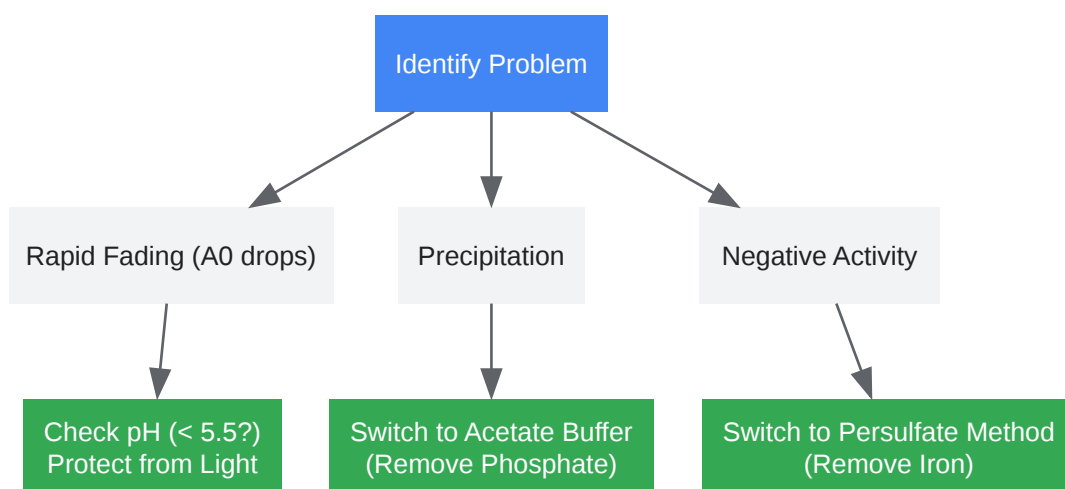 Identify Problem
Rapid Fading (A0 drops)
Precipitation
Negative Activity
Check pH (< 5.5?)
Protect from Light
Switch to Acetate Buffer
(Remove Phosphate)
Switch to Persulfate Method
(Remove Iron)